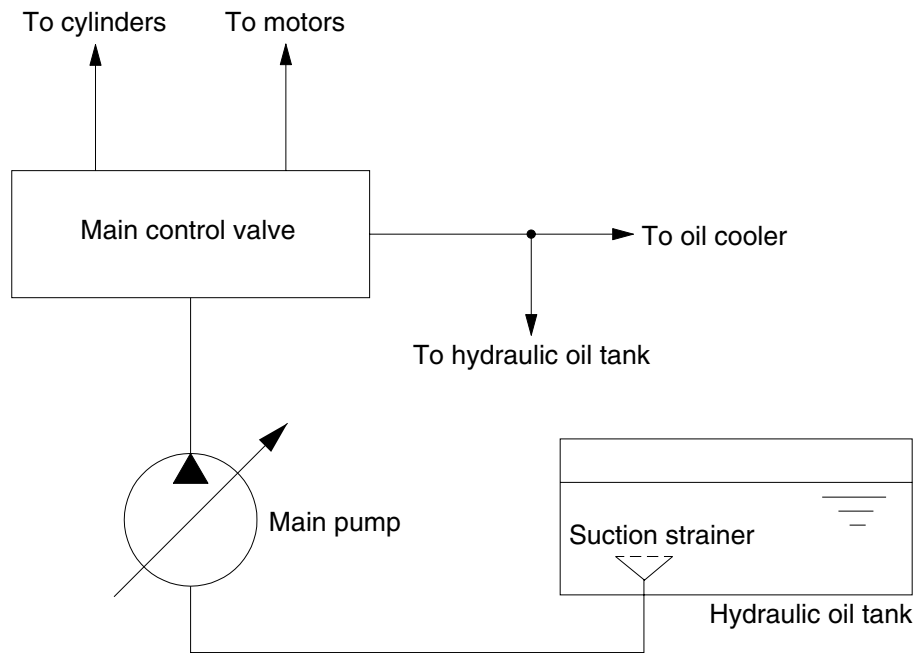 To cylinders
To motors
Main control valve
To oil cooler
To hydraulic oil tank
Main pump
Suction strainer
Hydraulic oil tank